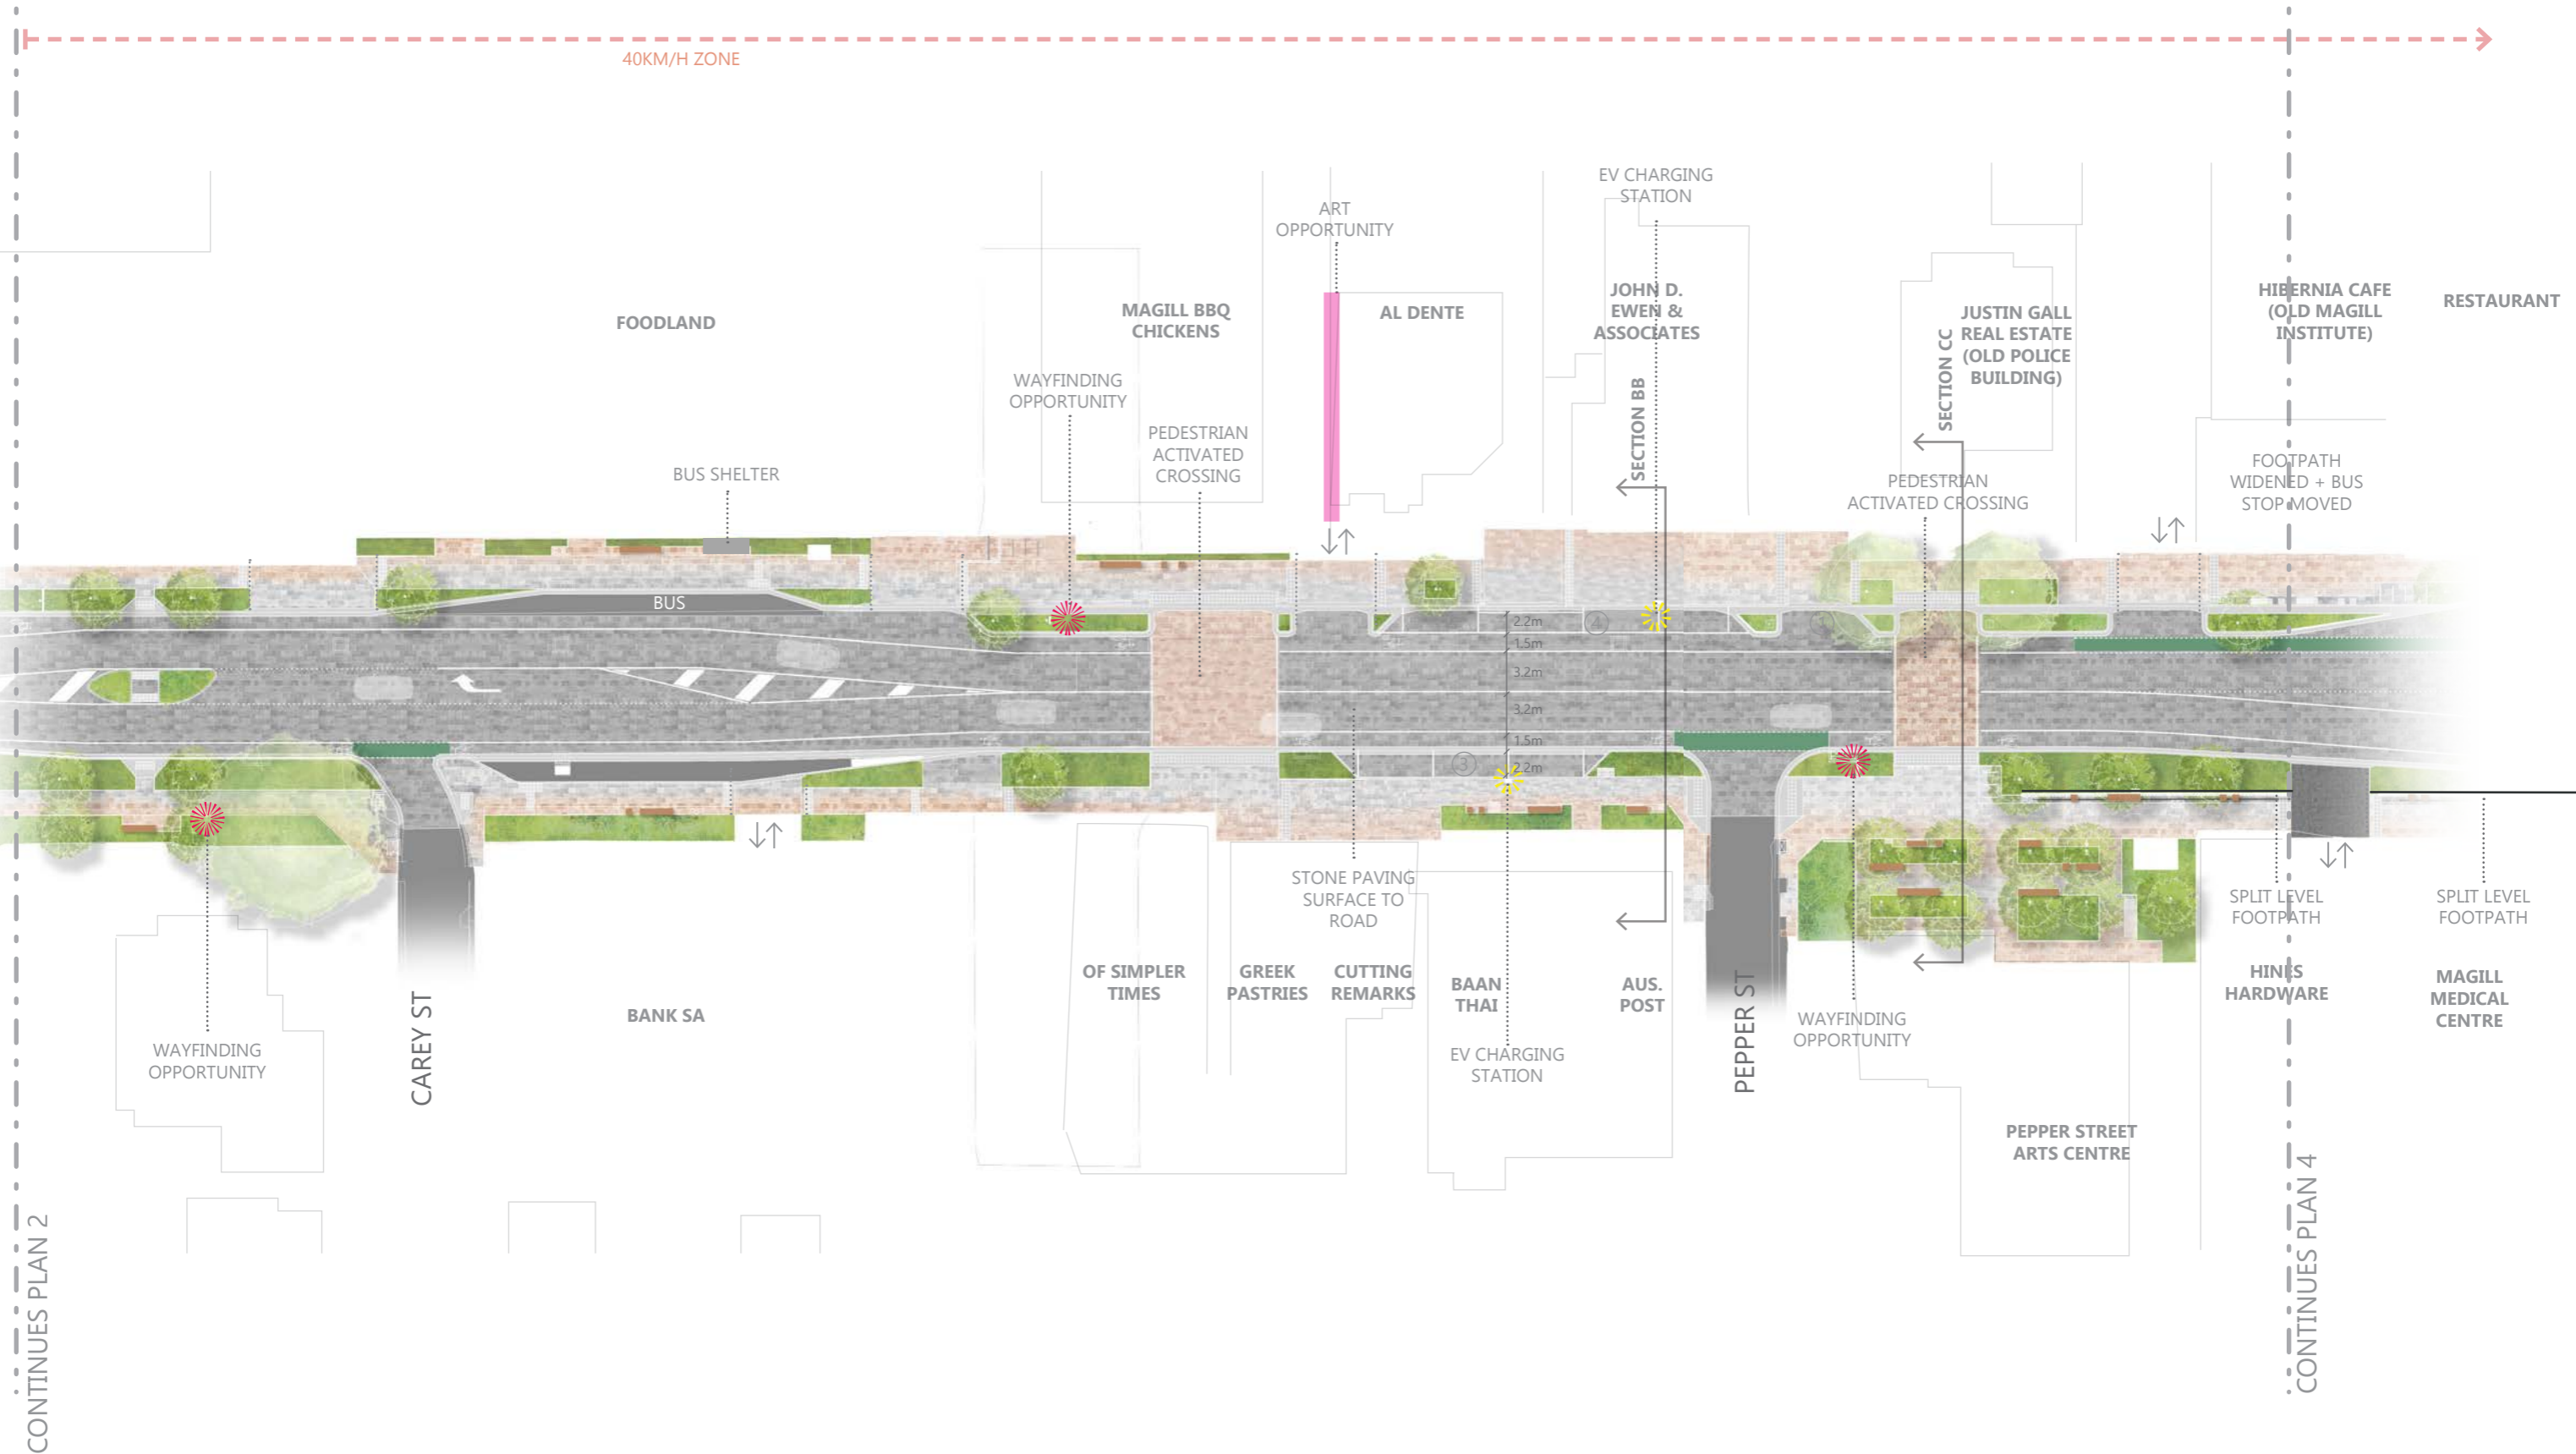 40KM/H ZONE
EV CHARGING
STATION
ART
OPPORTUNITY
FOODLAND
MAGILL BBQ
CHICKENS
AL DENTE
JOHN D.
EWEN &
ASSOCIATES
JUSTIN GALL
REAL ESTATE
(OLD POLICE
BUILDING)
HIBERNIA CAFE
(OLD MAGILL
INSTITUTE)
RESTAURANT
WAYFINDING
OPPORTUNITY
PEDESTRIAN
ACTIVATED
CROSSING
SECTION BB
SECTION CC
BUS SHELTER
PEDESTRIAN
ACTIVATED CROSSING
FOOTPATH
WIDENED + BUS
STOP MOVED
BUS
2.2m
4
1.5m
3.2m
3.2m
1.5m
3
2.2m
STONE PAVING
SURFACE TO
ROAD
SPLIT LEVEL
FOOTPATH
SPLIT LEVEL
FOOTPATH
OF SIMPLER
TIMES
GREEK
PASTRIES
CUTTING
REMARKS
BAAN
THAI
AUS.
POST
HINES
HARDWARE
MAGILL
MEDICAL
CENTRE
CAREY ST
BANK SA
PEPPER ST
WAYFINDING
OPPORTUNITY
WAYFINDING
OPPORTUNITY
EV CHARGING
STATION
PEPPER STREET
ARTS CENTRE
CONTINUES PLAN 2
CONTINUES PLAN 4